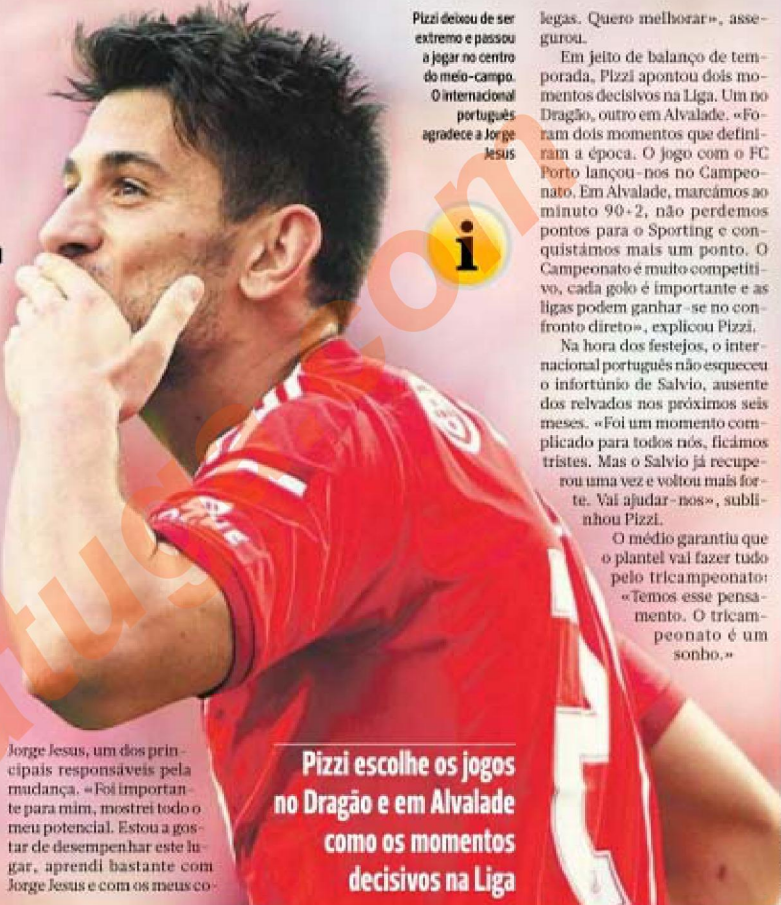 Pizzi deixou de ser
extremo e passou
a jogar no centro
do meio-campo.
O internacional
português
agradece a Jorge
Jesus
i
Jorge Jesus, um dos prin-
cipais responsáveis pela
mudança. «Foi importan-
te para mim, mostrei todo o
meu potencial. Estou a gos-
tar de desempenhar este lu-
gar, aprendi bastante com
Jorge Jesus e com os meus co-
legas. Quero melhorar», asse-
gurou.
Em jeito de balanço de tem-
porada, Pizzi apontou dois mo-
mentos decisivos na Liga. Um no
Dragão, outro em Alvalade. «Fo-
ram dois momentos que defini-
ram a época. O jogo com o FC
Porto lançou-nos no Campeo-
nato. Em Alvalade, marcámos ao
minuto 90+2, não perdemos
pontos para o Sporting e con-
quistámos mais um ponto. O
Campeonato é muito competiti-
vo, cada golo é importante e as
ligas podem ganhar-se no con-
fronto direto», explicou Pizzi.
Na hora dos festejos, o inter-
nacional português não esqueceu
o infortúnio de Salvio, ausente
dos relvados nos próximos seis
meses. «Foi um momento com-
plicado para todos nós, ficámos
tristes. Mas o Salvio já recupe-
rou uma vez e voltou mais for-
te. Vai ajudar-nos», subli-
nhou Pizzi.
O médio garantiu que
o plantel vai fazer tudo
pelo tricampeonato:
«Temos esse pensa-
mento. O tricam-
peonato é um
sonho.»
Pizzi escolhe os jogos
no Dragão e em Alvalade
como os momentos
decisivos na Liga